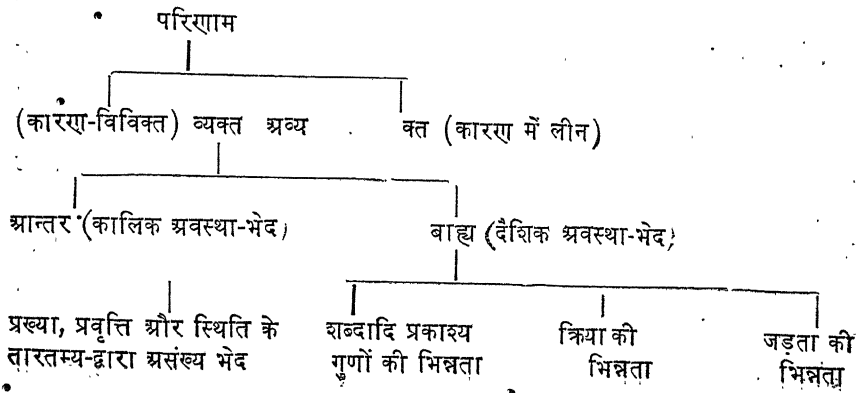 परिणाम
(कारण-विविक्त) व्यक्त अव्य क्त (कारण में लीन)
आन्तर (कालिक अवस्था-भेद) बाह्य (दैशिक अवस्था-भेद)
प्रख्या, प्रवृत्ति और स्थिति के शब्दादि प्रकाश्य क्रिया की जड़ता की
तारतम्य-द्वारा असंख्य भेद गुणों की भिन्नता भिन्नता भिन्नता